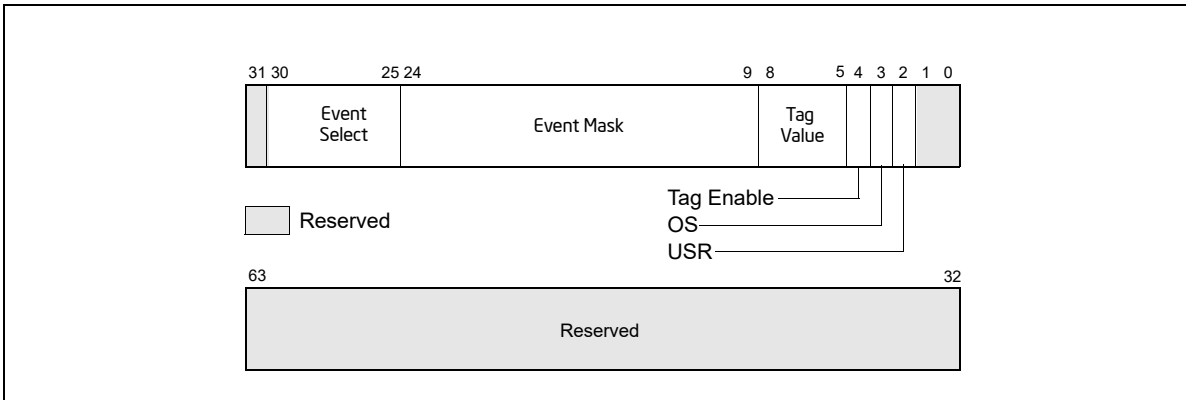 31 30 25 24 9 8 5 4 3 2 1 0
Event
Select
Event Mask
Tag
Value
Tag Enable
OS
USR
Reserved
63 32
Reserved